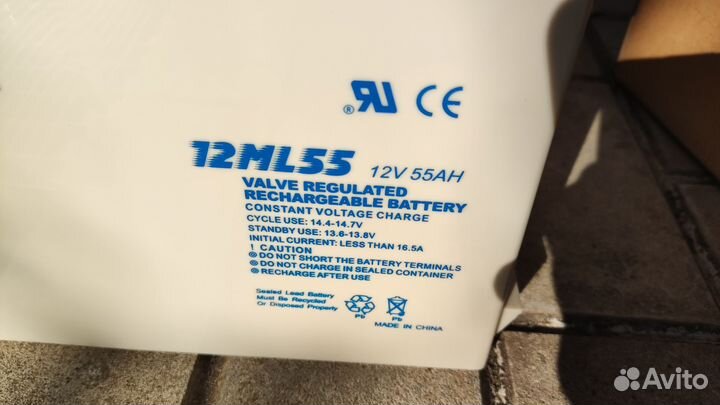 ® RU CE
12ML55 12V 55AH
VALVE REGULATED
RECHARGEABLE BATTERY
CONSTANT VOLTAGE CHARGE
CYCLE USE: 14.4-14.7V
STANDBY USE: 13.6-13.8V
INITIAL CURRENT: LESS THAN 16.5A
! CAUTION
DO NOT SHORT THE BATTERY TERMINALS
DO NOT CHARGE IN SEALED CONTAINER
RECHARGE AFTER USE
Sealed Lead Battery
Must Be Recycled
Or Disposed Properly
Pb Pb
MADE IN CHINA
Avito